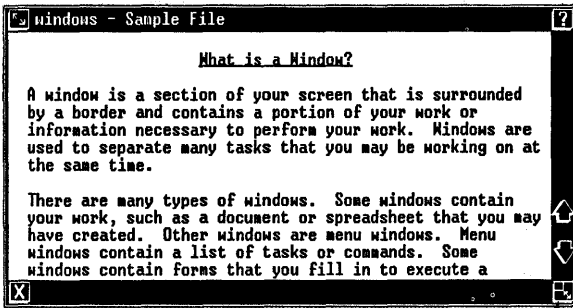 windows - Sample File ?
What is a Window?
A window is a section of your screen that is surrounded
by a border and contains a portion of your work or
information necessary to perform your work. Windows are
used to separate many tasks that you may be working on at
the same time.
There are many types of windows. Some windows contain
your work, such as a document or spreadsheet that you may
have created. Other windows are menu windows. Menu
windows contain a list of tasks or commands. Some
windows contain forms that you fill in to execute a
X